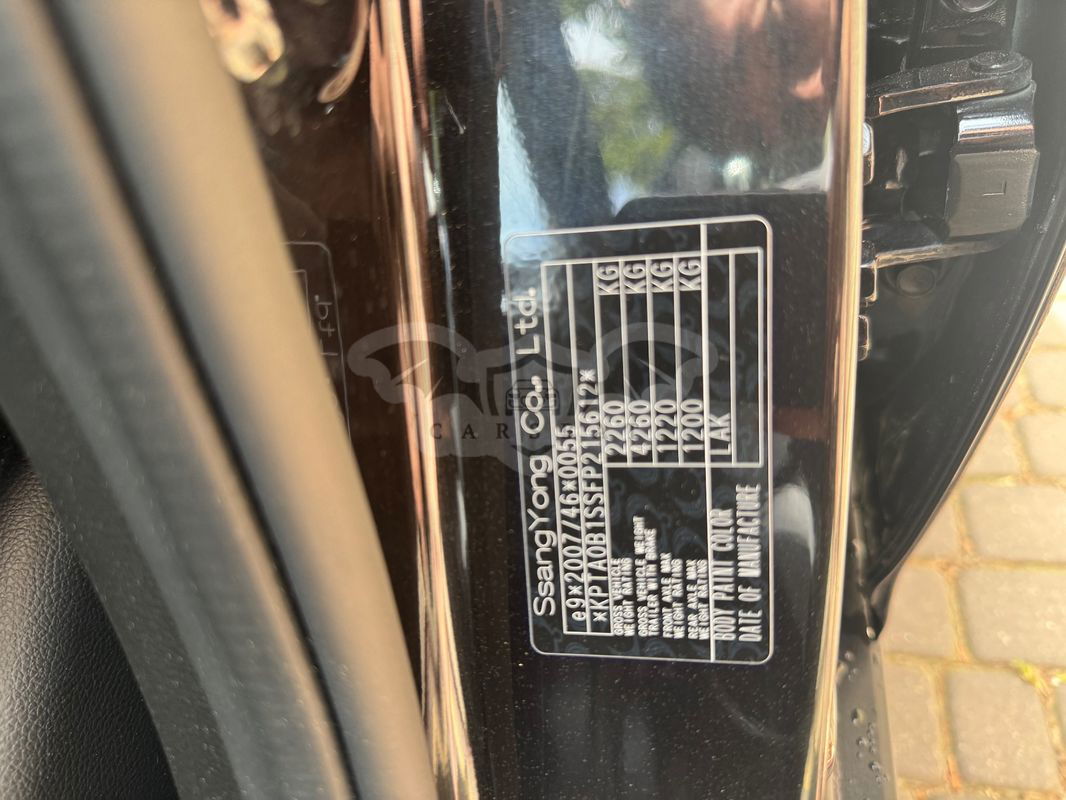 SsangYong Co., Ltd.
e9*2007/46*0055
*KPTA0B1SSFP215612*
GROSS VEHICLE WEIGHT RATING 2260 KG
GROSS VEHICLE WEIGHT TRAILER WITH BRAKE 4260 KG
FRONT AXLE MAX WEIGHT RATING 1220 KG
REAR AXLE MAX WEIGHT RATING 1200 KG
BODY PAINT COLOR LAK
DATE OF MANUFACTURE
L